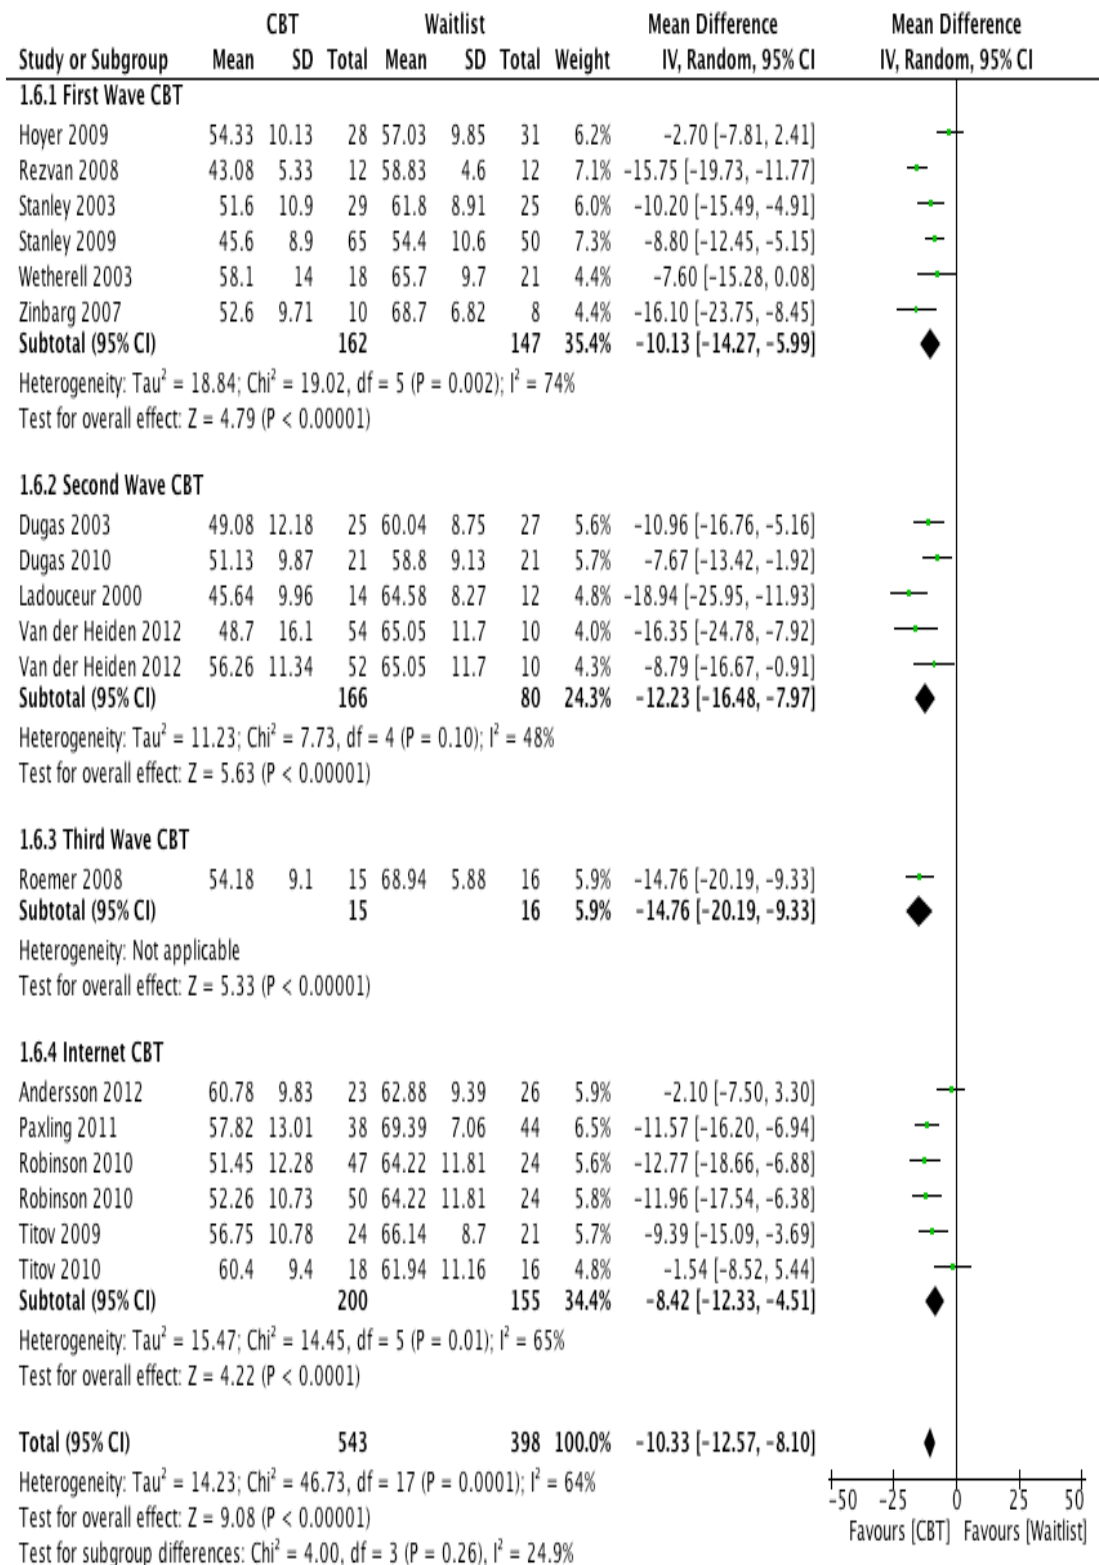 CBT Waitlist Mean Difference Mean Difference
Study or Subgroup Mean SD Total Mean SD Total Weight IV, Random, 95% CI IV, Random, 95% CI
1.6.1 First Wave CBT
Hoyer 2009 54.33 10.13 28 57.03 9.85 31 6.2% −2.70 [−7.81, 2.41]
Rezvan 2008 43.08 5.33 12 58.83 4.6 12 7.1% −15.75 [−19.73, −11.77]
Stanley 2003 51.6 10.9 29 61.8 8.91 25 6.0% −10.20 [−15.49, −4.91]
Stanley 2009 45.6 8.9 65 54.4 10.6 50 7.3% −8.80 [−12.45, −5.15]
Wetherell 2003 58.1 14 18 65.7 9.7 21 4.4% −7.60 [−15.28, 0.08]
Zinbarg 2007 52.6 9.71 10 68.7 6.82 8 4.4% −16.10 [−23.75, −8.45]
Subtotal (95% CI) 162 147 35.4% −10.13 [−14.27, −5.99]
Heterogeneity: Tau² = 18.84; Chi² = 19.02, df = 5 (P = 0.002); I² = 74%
Test for overall effect: Z = 4.79 (P < 0.00001)
1.6.2 Second Wave CBT
Dugas 2003 49.08 12.18 25 60.04 8.75 27 5.6% −10.96 [−16.76, −5.16]
Dugas 2010 51.13 9.87 21 58.8 9.13 21 5.7% −7.67 [−13.42, −1.92]
Ladouceur 2000 45.64 9.96 14 64.58 8.27 12 4.8% −18.94 [−25.95, −11.93]
Van der Heiden 2012 48.7 16.1 54 65.05 11.7 10 4.0% −16.35 [−24.78, −7.92]
Van der Heiden 2012 56.26 11.34 52 65.05 11.7 10 4.3% −8.79 [−16.67, −0.91]
Subtotal (95% CI) 166 80 24.3% −12.23 [−16.48, −7.97]
Heterogeneity: Tau² = 11.23; Chi² = 7.73, df = 4 (P = 0.10); I² = 48%
Test for overall effect: Z = 5.63 (P < 0.00001)
1.6.3 Third Wave CBT
Roemer 2008 54.18 9.1 15 68.94 5.88 16 5.9% −14.76 [−20.19, −9.33]
Subtotal (95% CI) 15 16 5.9% −14.76 [−20.19, −9.33]
Heterogeneity: Not applicable
Test for overall effect: Z = 5.33 (P < 0.00001)
1.6.4 Internet CBT
Andersson 2012 60.78 9.83 23 62.88 9.39 26 5.9% −2.10 [−7.50, 3.30]
Paxling 2011 57.82 13.01 38 69.39 7.06 44 6.5% −11.57 [−16.20, −6.94]
Robinson 2010 51.45 12.28 47 64.22 11.81 24 5.6% −12.77 [−18.66, −6.88]
Robinson 2010 52.26 10.73 50 64.22 11.81 24 5.8% −11.96 [−17.54, −6.38]
Titov 2009 56.75 10.78 24 66.14 8.7 21 5.7% −9.39 [−15.09, −3.69]
Titov 2010 60.4 9.4 18 61.94 11.16 16 4.8% −1.54 [−8.52, 5.44]
Subtotal (95% CI) 200 155 34.4% −8.42 [−12.33, −4.51]
Heterogeneity: Tau² = 15.47; Chi² = 14.45, df = 5 (P = 0.01); I² = 65%
Test for overall effect: Z = 4.22 (P < 0.0001)
Total (95% CI) 543 398 100.0% −10.33 [−12.57, −8.10]
Heterogeneity: Tau² = 14.23; Chi² = 46.73, df = 17 (P = 0.0001); I² = 64%
Test for overall effect: Z = 9.08 (P < 0.00001)
Test for subgroup differences: Chi² = 4.00, df = 3 (P = 0.26), I² = 24.9%
−50 −25 0 25 50
Favours [CBT] Favours [Waitlist]